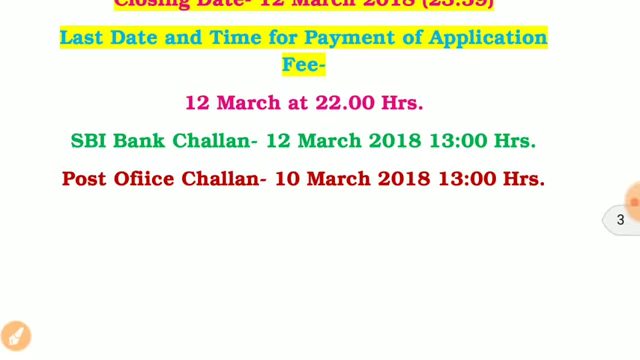 Closing Date- 12 March 2018 (23:59)
Last Date and Time for Payment of Application
Fee-
12 March at 22.00 Hrs.
SBI Bank Challan- 12 March 2018 13:00 Hrs.
Post Ofiice Challan- 10 March 2018 13:00 Hrs.
3